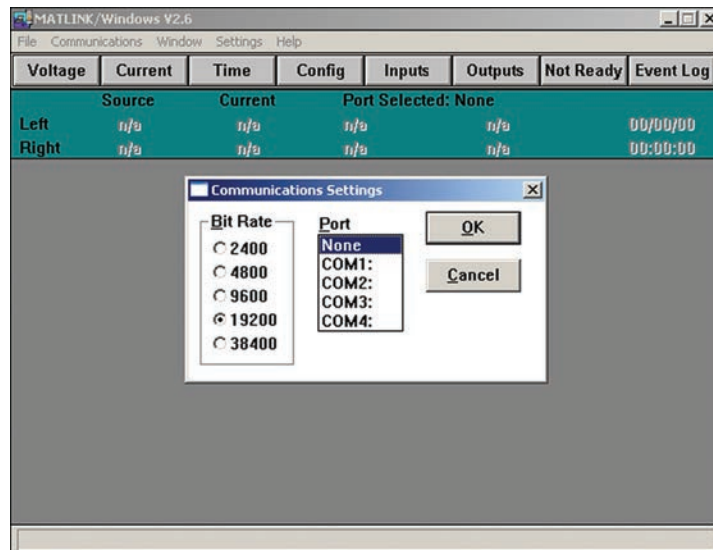 MATLINK/Windows V2.6
File Communications Window Settings Help
Voltage Current Time Config Inputs Outputs Not Ready Event Log
Source Current Port Selected: None
Left n/a n/a n/a n/a 00/00/00
Right n/a n/a n/a n/a 00:00:00
Communications Settings
Bit Rate
2400
4800
9600
19200
38400
Port
None
COM1:
COM2:
COM3:
COM4:
OK
Cancel